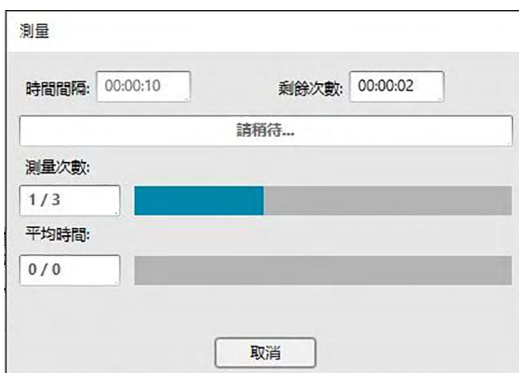 測量
時間間隔: 00:00:10 剩餘次數: 00:00:02
請稍待...
測量次數:
1 / 3
平均時間:
0 / 0
取消